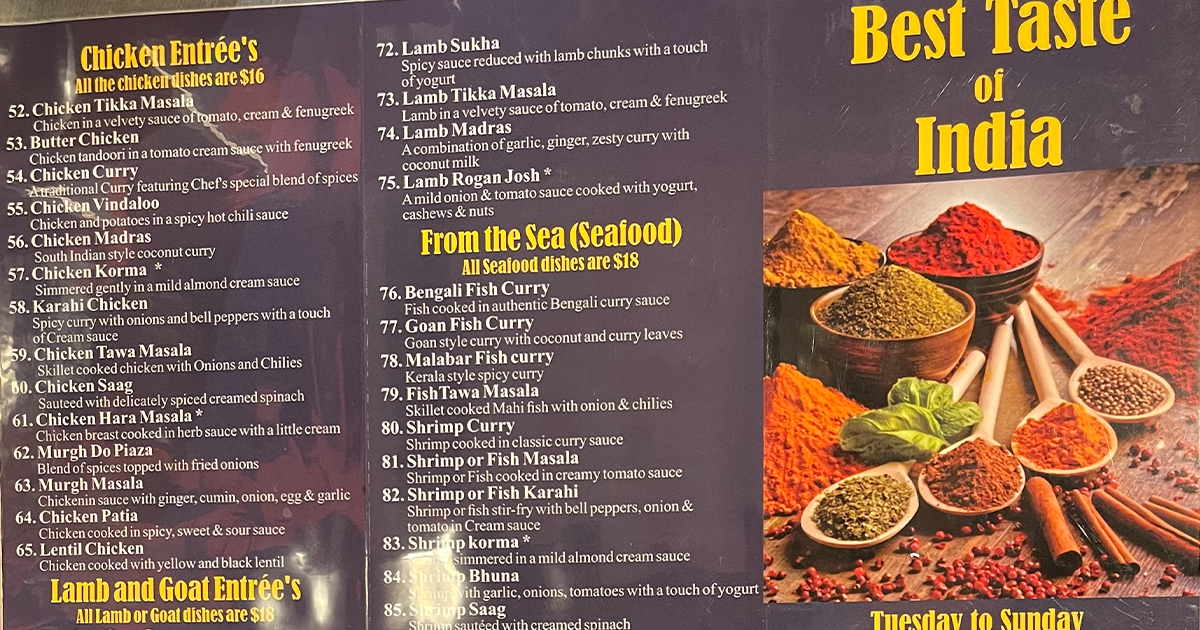 Chicken Entrée's
All the chicken dishes are $16
52. Chicken Tikka Masala
Chicken in a velvety sauce of tomato, cream & fenugreek
53. Butter Chicken
Chicken tandoori in a tomato cream sauce with fenugreek
54. Chicken Curry
A traditional Curry featuring Chef's special blend of spices
55. Chicken Vindaloo
Chicken and potatoes in a spicy hot chili sauce
56. Chicken Madras
South Indian style coconut curry
57. Chicken Korma *
Simmered gently in a mild almond cream sauce
58. Karahi Chicken
Spicy curry with onions and bell peppers with a touch
of Cream sauce
59. Chicken Tawa Masala
Skillet cooked chicken with Onions and Chilies
60. Chicken Saag
Sauteed with delicately spiced creamed spinach
61. Chicken Hara Masala *
Chicken breast cooked in herb sauce with a little cream
62. Murgh Do Piaza
Blend of spices topped with fried onions
63. Murgh Masala
Chickenin sauce with ginger, cumin, onion, egg & garlic
64. Chicken Patia
Chicken cooked in spicy, sweet & sour sauce
65. Lentil Chicken
Chicken cooked with yellow and black lentil
Lamb and Goat Entrée's
All Lamb or Goat dishes are $18
72. Lamb Sukha
Spicy sauce reduced with lamb chunks with a touch
of yogurt
73. Lamb Tikka Masala
Lamb in a velvety sauce of tomato, cream & fenugreek
74. Lamb Madras
A combination of garlic, ginger, zesty curry with
coconut milk
75. Lamb Rogan Josh *
A mild onion & tomato sauce cooked with yogurt,
cashews & nuts
From the Sea (Seafood)
All Seafood dishes are $18
76. Bengali Fish Curry
Fish cooked in authentic Bengali curry sauce
77. Goan Fish Curry
Goan style curry with coconut and curry leaves
78. Malabar Fish curry
Kerala style spicy curry
79. FishTawa Masala
Skillet cooked Mahi fish with onion & chilies
80. Shrimp Curry
Shrimp cooked in classic curry sauce
81. Shrimp or Fish Masala
Shrimp or Fish cooked in creamy tomato sauce
82. Shrimp or Fish Karahi
Shrimp or fish stir-fry with bell peppers, onion &
tomato in Cream sauce
83. Shrimp korma *
simmered in a mild almond cream sauce
84. Shrimp Bhuna
Shrimp with garlic, onions, tomatoes with a touch of yogurt
85. Shrimp Saag
Shrimp sautéed with creamed spinach
Best Taste
of
India
Tuesday to Sunday